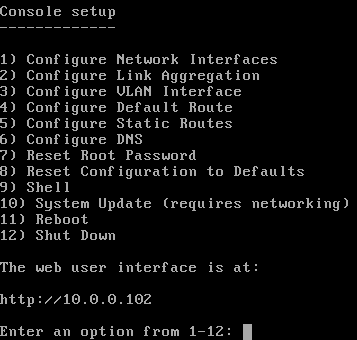 Console setup
-------------
1) Configure Network Interfaces
2) Configure Link Aggregation
3) Configure VLAN Interface
4) Configure Default Route
5) Configure Static Routes
6) Configure DNS
7) Reset Root Password
8) Reset Configuration to Defaults
9) Shell
10) System Update (requires networking)
11) Reboot
12) Shut Down
The web user interface is at:
http://10.0.0.102
Enter an option from 1-12: